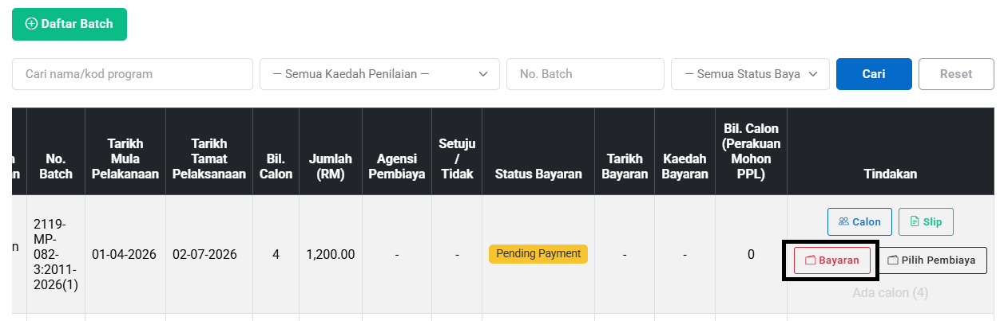 Daftar Batch
Cari nama/kod program
— Semua Kaedah Penilaian —
No. Batch
— Semua Status Baya
Cari
Reset
No.
Batch
Tarikh
Mula
Pelakanaan
Tarikh
Tamat
Pelaksanaan
Bil.
Calon
Jumlah
(RM)
Agensi
Pembiaya
Setuju
/
Tidak
Status Bayaran
Tarikh
Bayaran
Kaedah
Bayaran
Bil. Calon
(Perakuan
Mohon
PPL)
Tindakan
n
2119-
MP-
082-
3:2011-
2026(1)
01-04-2026
02-07-2026
4
1,200.00
-
-
Pending Payment
-
-
0
Calon
Slip
Bayaran
Pilih Pembiaya
Ada calon (4)